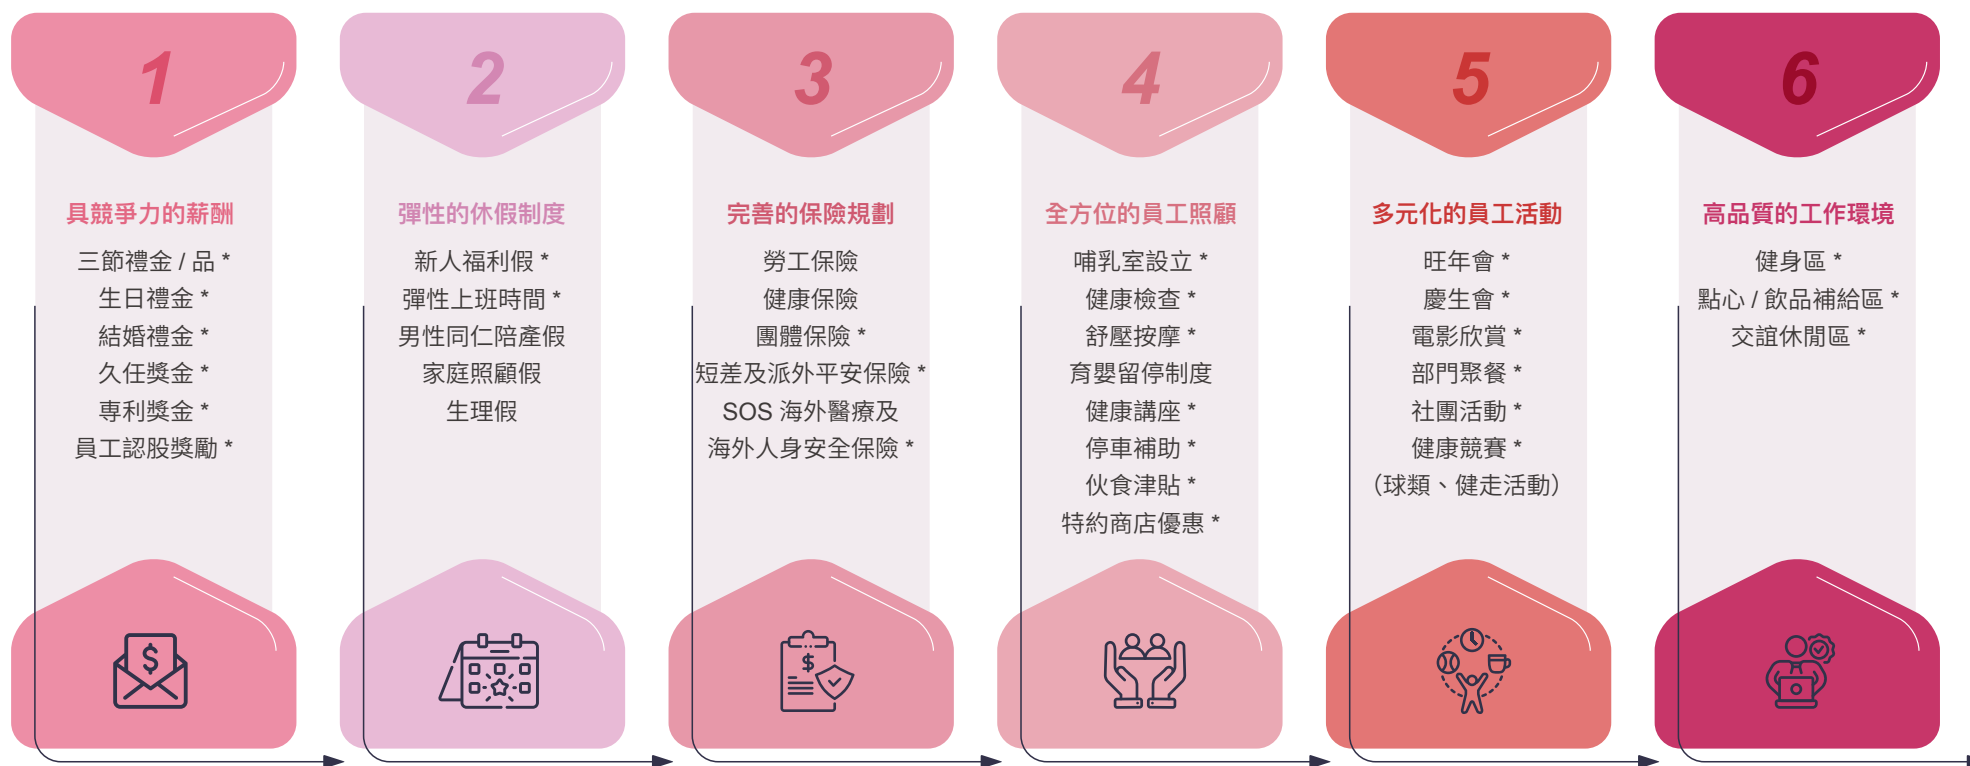 1
具競爭力的薪酬
三節禮金 / 品 *
生日禮金 *
結婚禮金 *
久任獎金 *
專利獎金 *
員工認股獎勵 *
2
彈性的休假制度
新人福利假 *
彈性上班時間 *
男性同仁陪產假
家庭照顧假
生理假
3
完善的保險規劃
勞工保險
健康保險
團體保險 *
短差及派外平安保險 *
SOS 海外醫療及
海外人身安全保險 *
4
全方位的員工照顧
哺乳室設立 *
健康檢查 *
舒壓按摩 *
育嬰留停制度
健康講座 *
停車補助 *
伙食津貼 *
特約商店優惠 *
5
多元化的員工活動
旺年會 *
慶生會 *
電影欣賞 *
部門聚餐 *
社團活動 *
健康競賽 *
（球類、健走活動）
6
高品質的工作環境
健身區 *
點心 / 飲品補給區 *
交誼休閒區 *
$
$